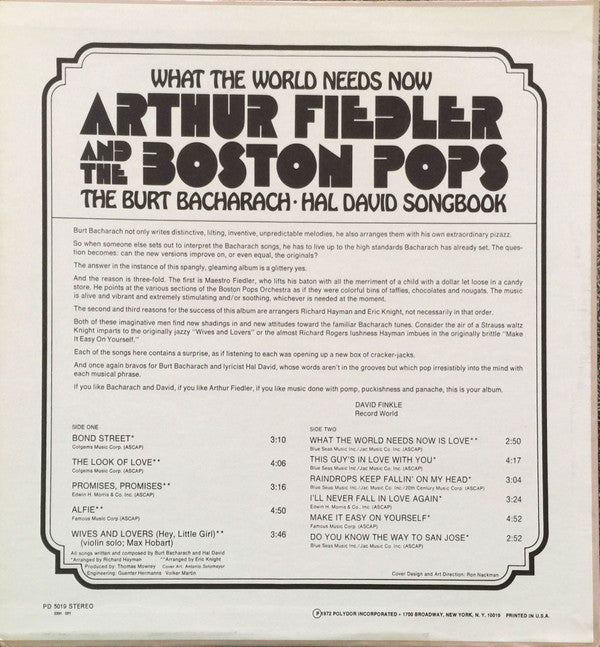 WHAT THE WORLD NEEDS NOW
ARTHUR FIEDLER
AND THE BOSTON POPS
THE BURT BACHARACH · HAL DAVID SONGBOOK
Burt Bacharach not only writes distinctive, lilting, inventive, unpredictable melodies, he also arranges them with his own extraordinary pizazz.
So when someone else sets out to interpret the Bacharach songs, he has to live up to the high standards Bacharach has already set. The ques-
tion becomes: can the new versions improve on, or even equal, the originals?
The answer in the instance of this spangly, gleaming album is a glittery yes.
And the reason is three-fold. The first is Maestro Fiedler, who lifts his baton with all the merriment of a child with a dollar let loose in a candy
store. He points at the various sections of the Boston Pops Orchestra as if they were colorful bins of taffies, chocolates and nougats. The music
is alive and vibrant and extremely stimulating and/or soothing, whichever is needed at the moment.
The second and third reasons for the success of this album are arrangers Richard Hayman and Eric Knight, not necessarily in that order.
Both of these imaginative men find new shadings in and new attitudes toward the familiar Bacharach tunes. Consider the air of a Strauss waltz
Knight imparts to the originally jazzy "Wives and Lovers" or the almost Richard Rogers lushness Hayman imbues in the originally brittle "Make
It Easy On Yourself."
Each of the songs here contains a surprise, as if listening to each was opening up a new box of cracker-jacks.
And once again bravos for Burt Bacharach and lyricist Hal David, whose words aren't in the grooves but which pop irresistibly into the mind with
each musical phrase.
If you like Bacharach and David, if you like Arthur Fiedler, if you like music done with pomp, puckishness and panache, this is your album.
DAVID FINKLE
Record World
SIDE ONE
BOND STREET* 3:10
Colgems Music Corp. (ASCAP)
THE LOOK OF LOVE** 4:06
Colgems Music Corp. (ASCAP)
PROMISES, PROMISES** 3:16
Edwin H. Morris & Co. Inc. (ASCAP)
ALFIE** 4:50
Famous Music Corp (ASCAP)
WIVES AND LOVERS (Hey, Little Girl)** 3:46
(violin solo; Max Hobart)
All songs written and composed by Burt Bacharach and Hal David
*Arranged by Richard Hayman **Arranged by Eric Knight
Produced by: Thomas Mowrey Cover Art: Antonio Sotomayor
Engineering: Guenter Hermanns Volker Martin
SIDE TWO
WHAT THE WORLD NEEDS NOW IS LOVE** 2:50
Blue Seas Music Inc./Jac Music Co. Inc. (ASCAP)
THIS GUY'S IN LOVE WITH YOU* 4:17
Blue Seas Music Inc./Jac Music Co. Inc. (ASCAP)
RAINDROPS KEEP FALLIN' ON MY HEAD* 3:04
Blue Seas Music Inc./Jac Music Co. Inc./20th Century Music Corp. (ASCAP)
I'LL NEVER FALL IN LOVE AGAIN* 3:24
Edwin H. Morris & Co. Inc. (ASCAP)
MAKE IT EASY ON YOURSELF* 4:52
Famous Music Corp. (ASCAP)
DO YOU KNOW THE WAY TO SAN JOSE* 2:52
Blue Seas Music Inc./Jac Music Co. Inc. (ASCAP)
Cover Design and Art Direction: Ron Nackman
PD 5019 STEREO
Ⓟ1972 POLYDOR INCORPORATED • 1700 BROADWAY, NEW YORK, N. Y. 10019 PRINTED IN U.S.A.